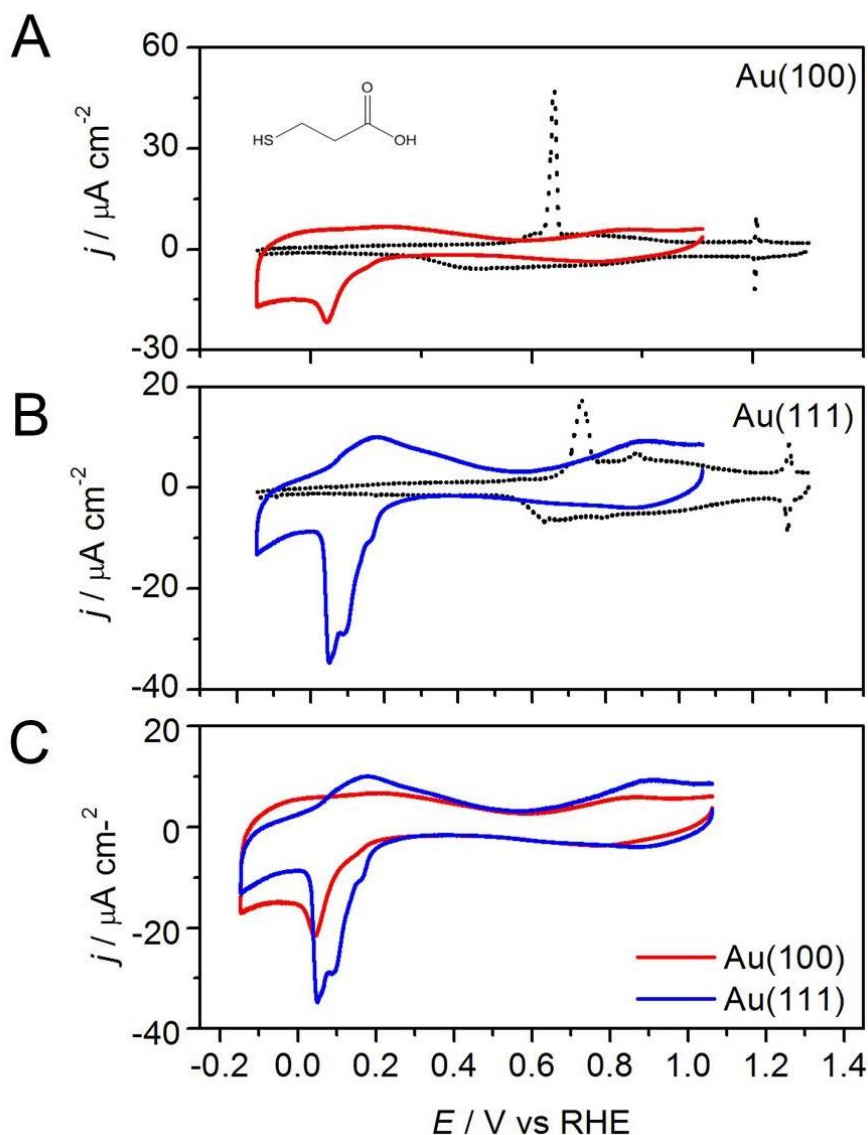 A
60
30
0
-30
j / μA cm-2
O
HS
OH
Au(100)
B
20
0
-20
-40
j / μA cm-2
Au(111)
C
20
0
-20
-40
j / μA cm-2
Au(100)
Au(111)
-0.2 0.0 0.2 0.4 0.6 0.8 1.0 1.2 1.4
E / V vs RHE